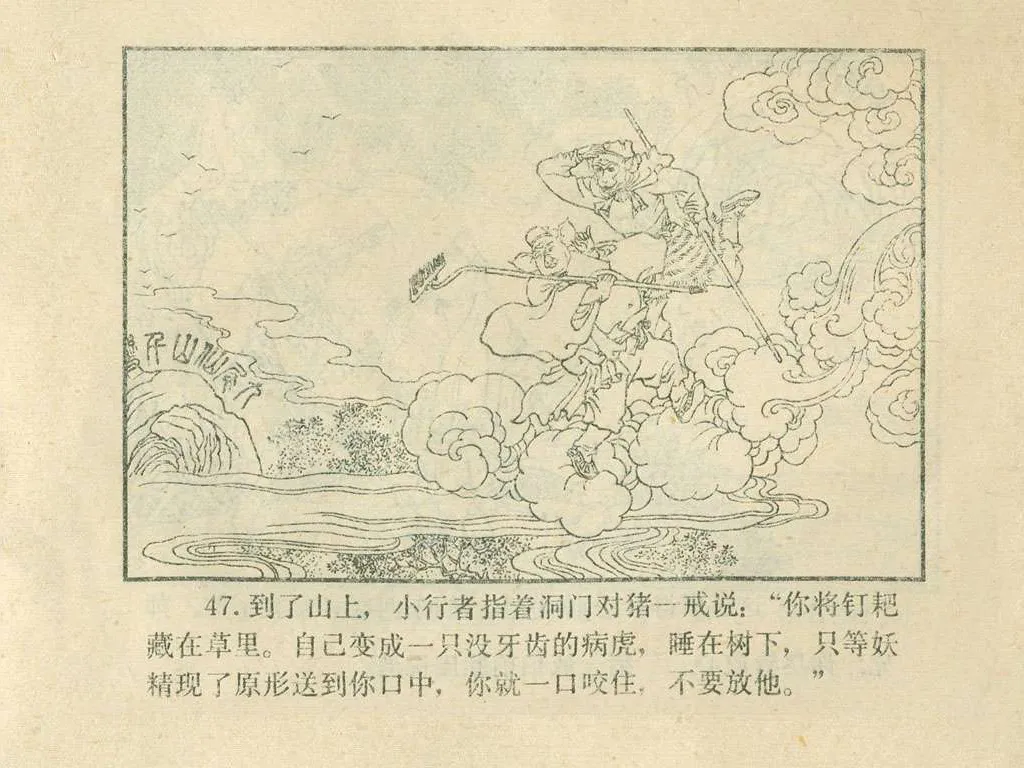 47. 到了山上，小行者指着洞门对猪一戒说：“你将钉耙
藏在草里。自己变成一只没牙齿的病虎，睡在树下，只等妖
精现了原形送到你口中，你就一口咬住，不要放他。”